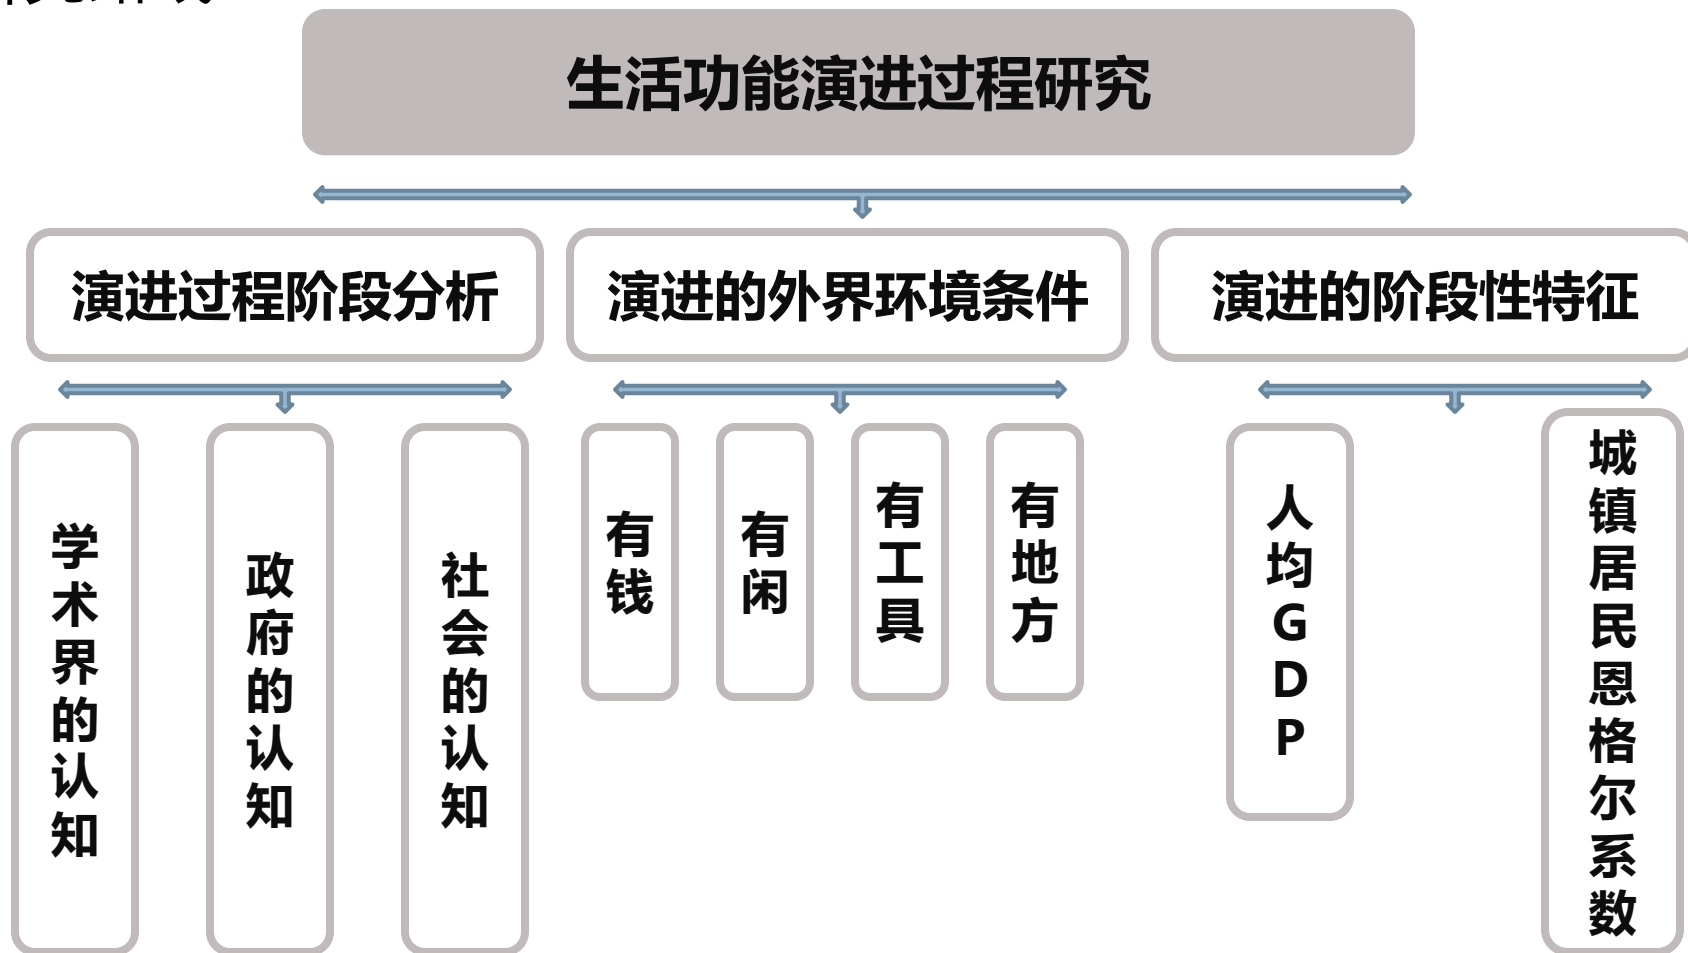 生活功能演进过程研究
演进过程阶段分析
演进的外界环境条件
演进的阶段性特征
学术界的认知
政府的认知
社会的认知
有钱
有闲
有工具
有地方
人均GDP
城镇居民恩格尔系数